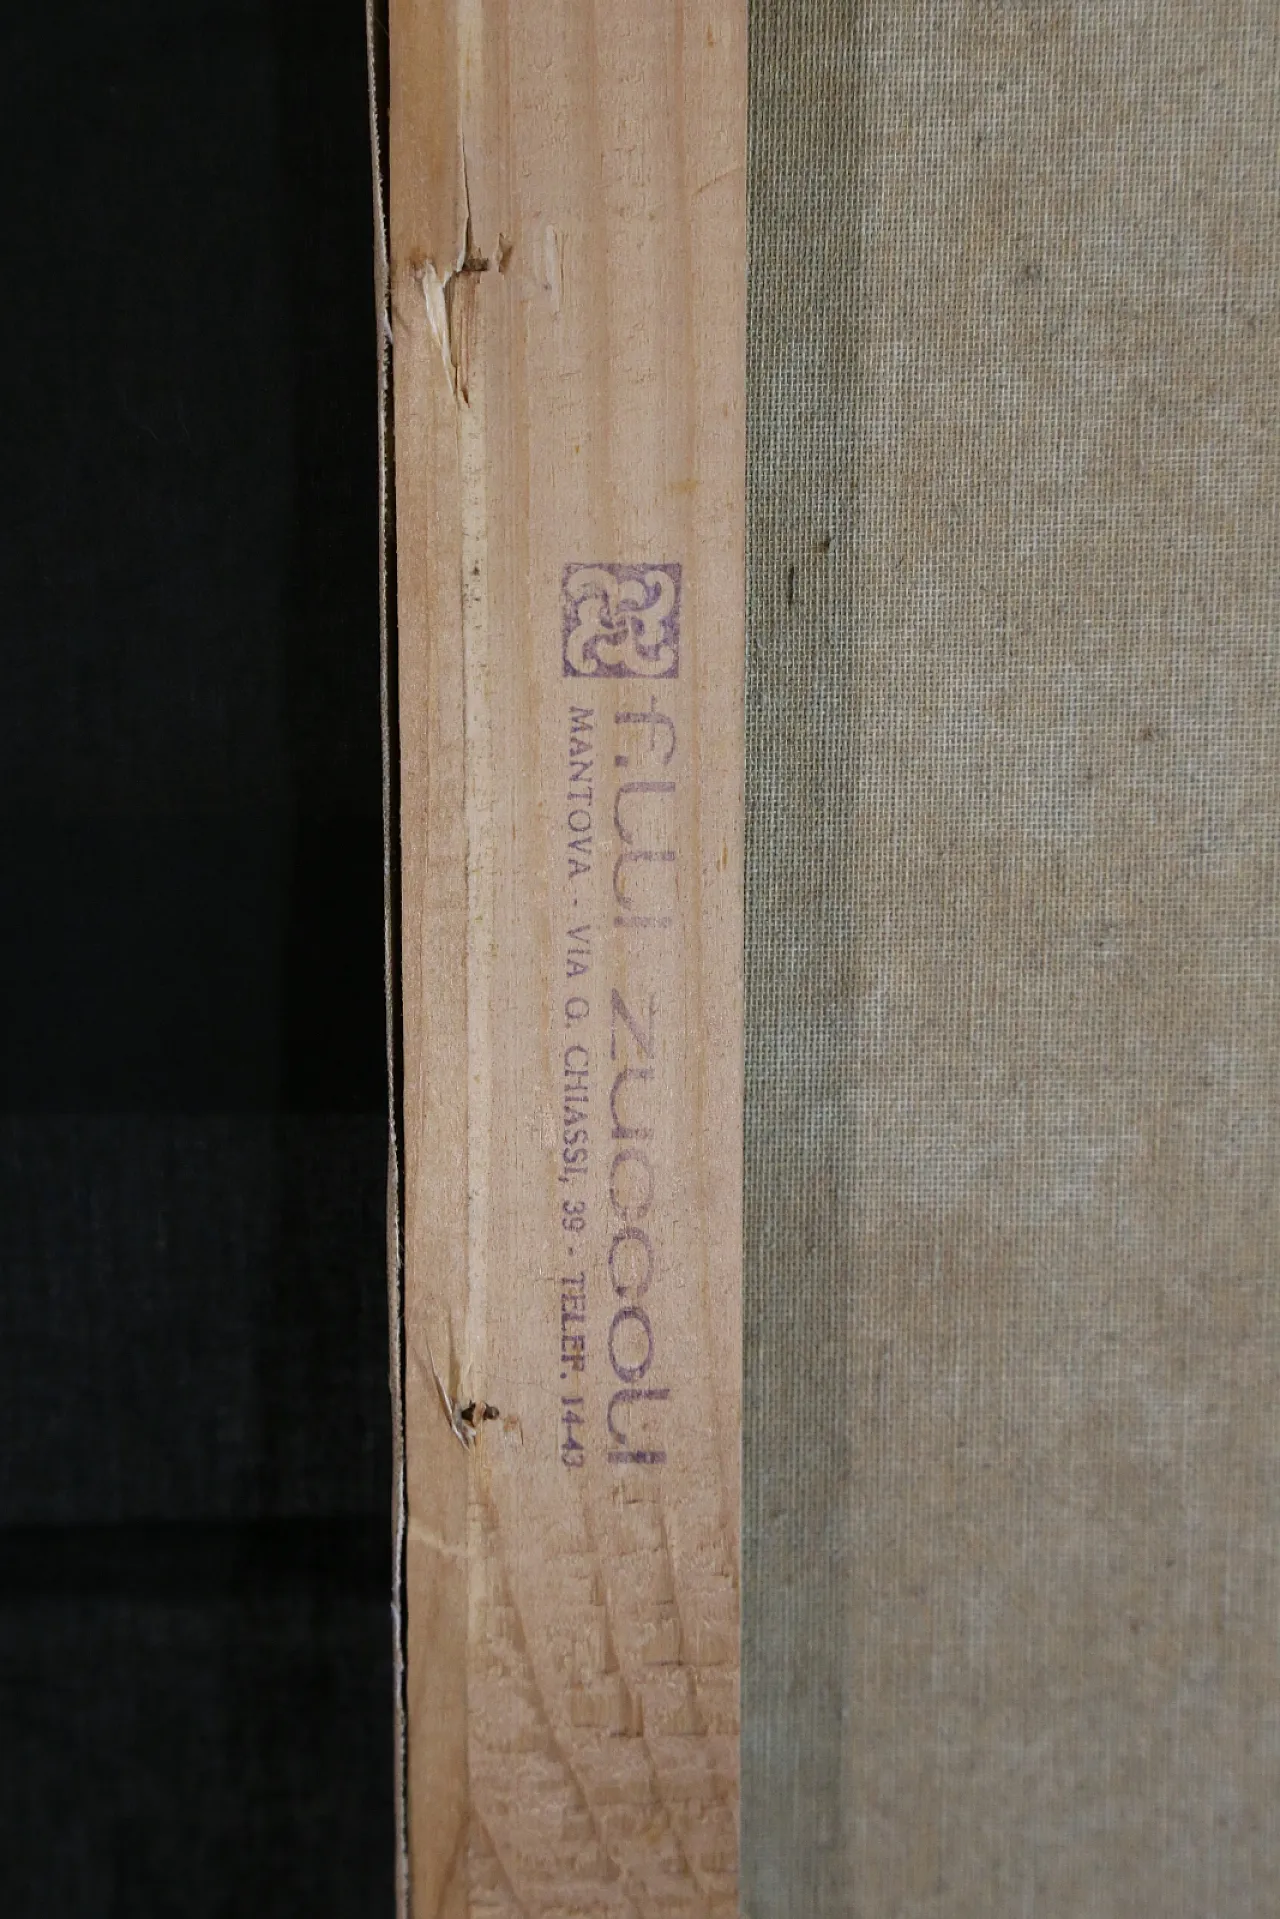 f.lli zuccoli
MANTOVA - VIA G. CHIASSI, 39 - TELEF. 14-43